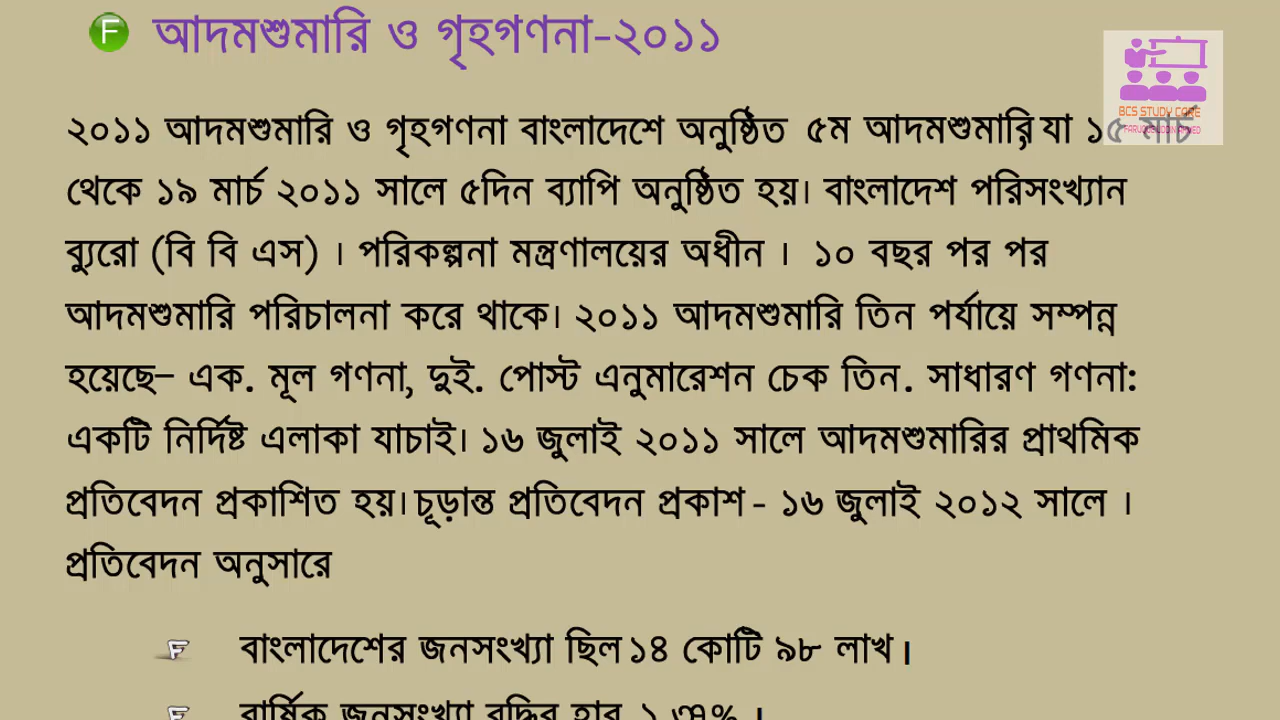 আদমশুমারি ও গৃহগণনা-২০১১
BCS STUDY CARE
২০১১ আদমশুমারি ও গৃহগণনা বাংলাদেশে অনুষ্ঠিত ৫ম আদমশুমারি যা ১৫ মার্চ
থেকে ১৯ মার্চ ২০১১ সালে ৫দিন ব্যাপি অনুষ্ঠিত হয়। বাংলাদেশ পরিসংখ্যান
ব্যুরো (বি বি এস) । পরিকল্পনা মন্ত্রণালয়ের অধীন । ১০ বছর পর পর
আদমশুমারি পরিচালনা করে থাকে। ২০১১ আদমশুমারি তিন পর্যায়ে সম্পন্ন
হয়েছে– এক. মূল গণনা, দুই. পোস্ট এনুমারেশন চেক তিন. সাধারণ গণনা:
একটি নির্দিষ্ট এলাকা যাচাই। ১৬ জুলাই ২০১১ সালে আদমশুমারির প্রাথমিক
প্রতিবেদন প্রকাশিত হয়। চূড়ান্ত প্রতিবেদন প্রকাশ - ১৬ জুলাই ২০১২ সালে ।
প্রতিবেদন অনুসারে
বাংলাদেশের জনসংখ্যা ছিল ১৪ কোটি ৯৮ লাখ ।
বার্ষিক জনসংখ্যা বৃদ্ধির হার ১.৩৭% ।